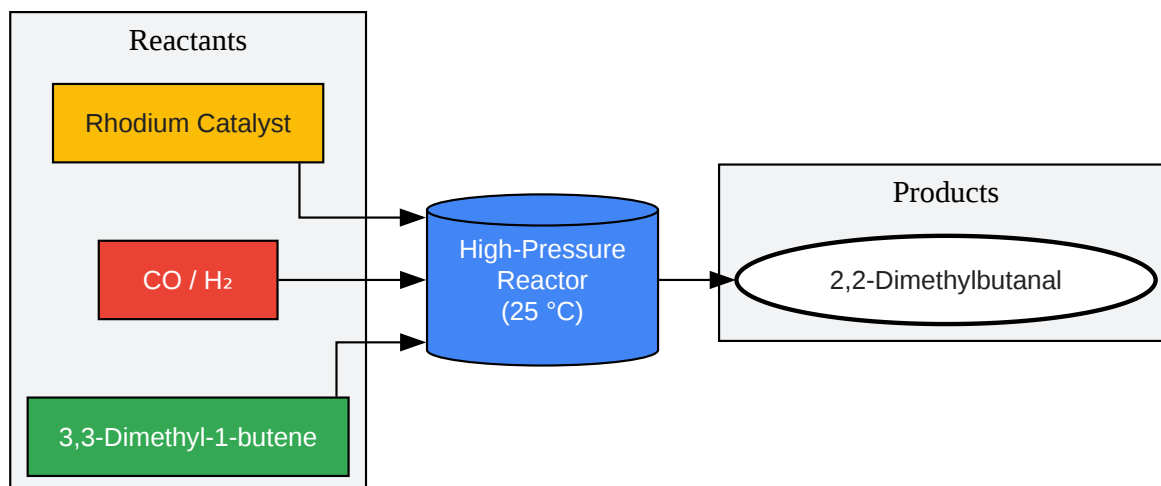 Reactants
Rhodium Catalyst
CO / H₂
3,3-Dimethyl-1-butene
High-Pressure
Reactor
(25 °C)
Products
2,2-Dimethylbutanal